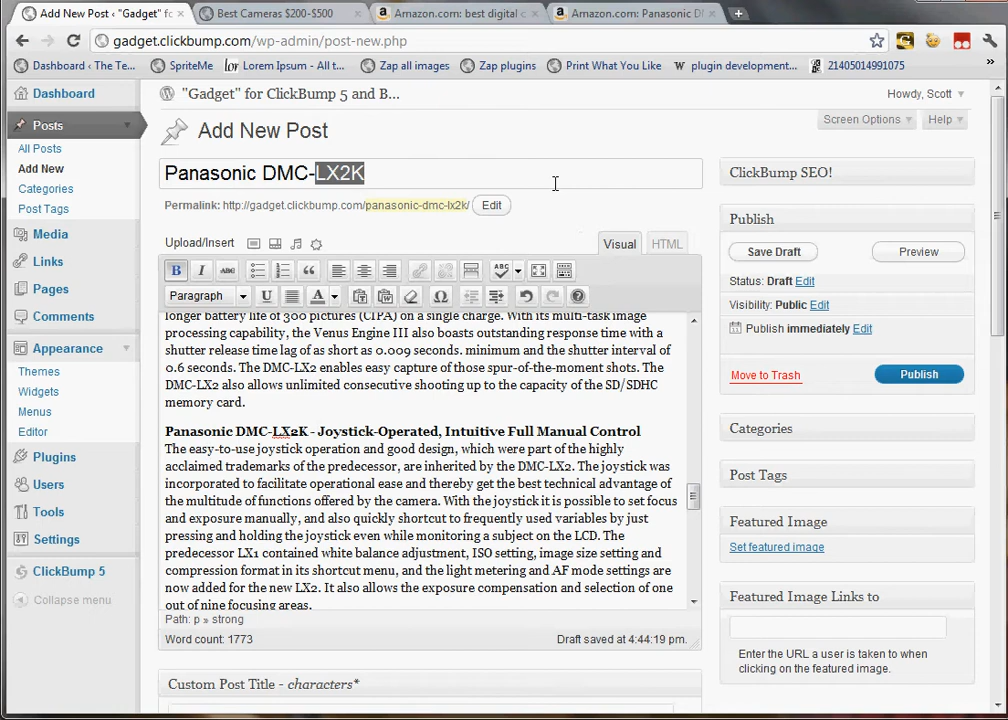 Add New Post ‹ "Gadget" fo
Best Cameras $200-$500
Amazon.com: best digital c
Amazon.com: Panasonic DM
gadget.clickbump.com/wp-admin/post-new.php
Dashboard ‹ The Te...
SpriteMe
lor Lorem Ipsum - All t...
Zap all images
Zap plugins
Print What You Like
W plugin development...
21405014991075
"Gadget" for ClickBump 5 and B...
Howdy, Scott
Screen Options
Help
Dashboard
Posts
All Posts
Add New
Categories
Post Tags
Media
Links
Pages
Comments
Appearance
Themes
Widgets
Menus
Editor
Plugins
Users
Tools
Settings
ClickBump 5
Collapse menu
Add New Post
Panasonic DMC-LX2K
Permalink: http://gadget.clickbump.com/panasonic-dmc-lx2k/ Edit
Upload/Insert
Visual
HTML
B I ABC
ABC
Paragraph
U
A
Ω
longer battery life of 300 pictures (CIPA) on a single charge. With its multi-task image
processing capability, the Venus Engine III also boasts outstanding response time with a
shutter release time lag of as short as 0.009 seconds. minimum and the shutter interval of
0.6 seconds. The DMC-LX2 enables easy capture of those spur-of-the-moment shots. The
DMC-LX2 also allows unlimited consecutive shooting up to the capacity of the SD/SDHC
memory card.
Panasonic DMC-LX2K - Joystick-Operated, Intuitive Full Manual Control
The easy-to-use joystick operation and good design, which were part of the highly
acclaimed trademarks of the predecessor, are inherited by the DMC-LX2. The joystick was
incorporated to facilitate operational ease and thereby get the best technical advantage of
the multitude of functions offered by the camera. With the joystick it is possible to set focus
and exposure manually, and also quickly shortcut to frequently used variables by just
pressing and holding the joystick even while monitoring a subject on the LCD. The
predecessor LX1 contained white balance adjustment, ISO setting, image size setting and
compression format in its shortcut menu, and the light metering and AF mode settings are
now added for the new LX2. It also allows the exposure compensation and selection of one
out of nine focusing areas.
Path: p » strong
Word count: 1773
Draft saved at 4:44:19 pm.
Custom Post Title - characters*
ClickBump SEO!
Publish
Save Draft
Preview
Status: Draft Edit
Visibility: Public Edit
Publish immediately Edit
Move to Trash
Publish
Categories
Post Tags
Featured Image
Set featured image
Featured Image Links to
Enter the URL a user is taken to when
clicking on the featured image.